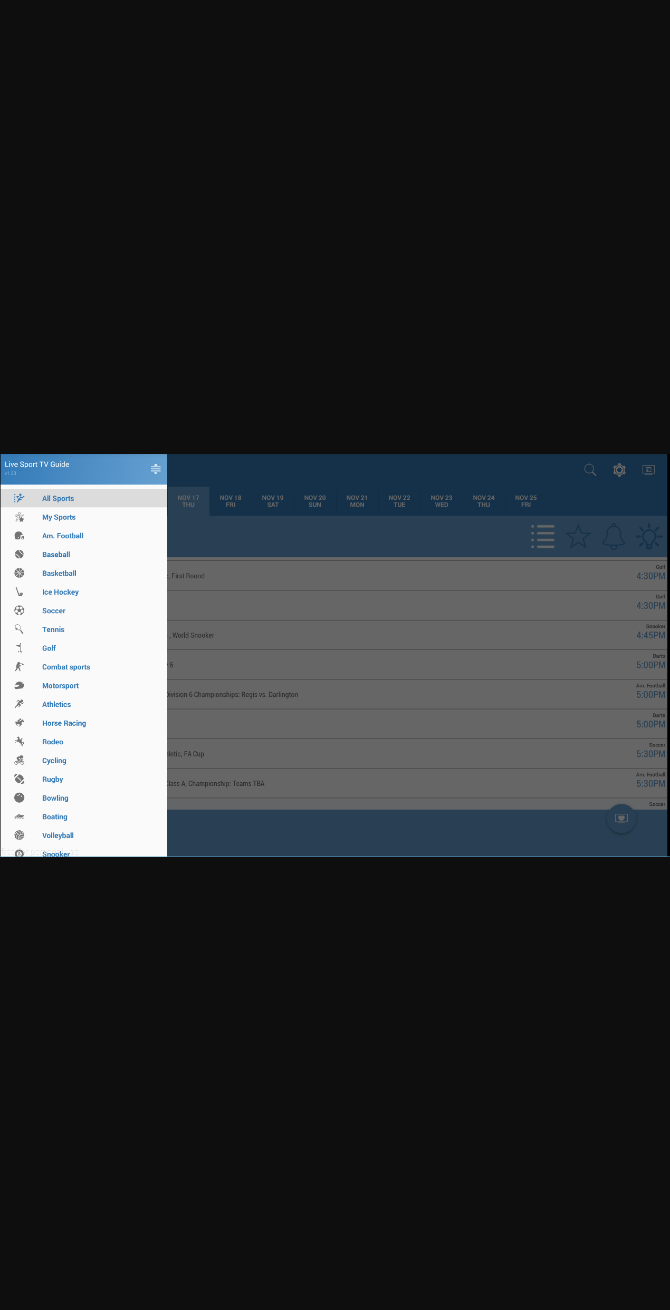 Live Sport TV Guide
All Sports
My Sports
Am. Football
Baseball
Basketball
Ice Hockey
Soccer
Tennis
Golf
Combat sports
Motorsport
Athletics
Horse Racing
Rodeo
Cycling
Rugby
Bowling
Boating
Volleyball
Snooker
NOV 17 NOV 18 NOV 19 NOV 20 NOV 21 NOV 22 NOV 23 NOV 24 NOV 25
THU FRI SAT SUN MON TUE WED THU FRI
Golf
, First Round 4:30PM
Golf
4:30PM
Snooker
, World Snooker 4:45PM
Darts
6 5:00PM
Am. Football
Division 6 Championships: Regis vs. Curlington 5:00PM
Darts
5:00PM
Soccer
letic, FA Cup 5:30PM
Am. Football
Class A, Championship: Teams TBA 5:30PM
Soccer